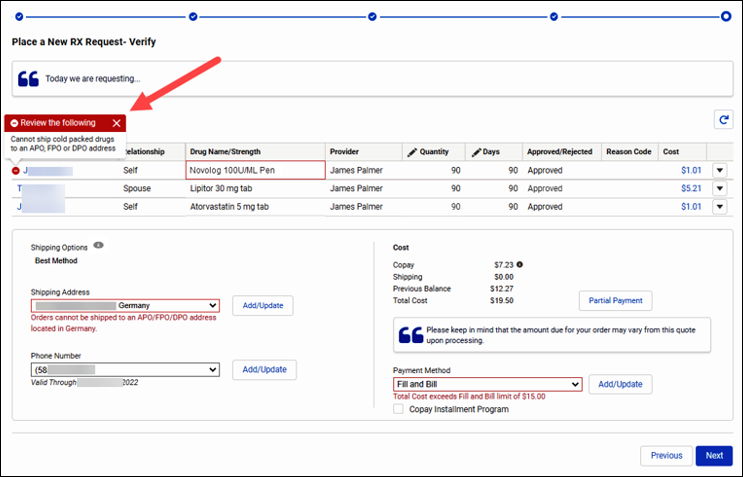 Place a New RX Request- Verify
Today we are requesting...
Review the following
Cannot ship cold packed drugs
to an APO, FPO or DPO address
Relationship Drug Name/Strength Provider Quantity Days Approved/Rejected Reason Code Cost
J Self Novolog 100U/ML Pen James Palmer 90 90 Approved $1.01
T Spouse Lipitor 30 mg tab James Palmer 90 90 Approved $5.21
J Self Atorvastatin 5 mg tab James Palmer 90 90 Approved $1.01
Shipping Options
Best Method
Shipping Address
Germany Add/Update
Orders cannot be shipped to an APO/FPO/DPO address
located in Germany.
Phone Number
(58 Add/Update
Valid Through 2022
Cost
Copay $7.23
Shipping $0.00
Previous Balance $12.27
Total Cost $19.50
Partial Payment
Please keep in mind that the amount due for your order may vary from this quote
upon processing.
Payment Method
Fill and Bill Add/Update
Total Cost exceeds Fill and Bill limit of $15.00
Copay Installment Program
Previous Next